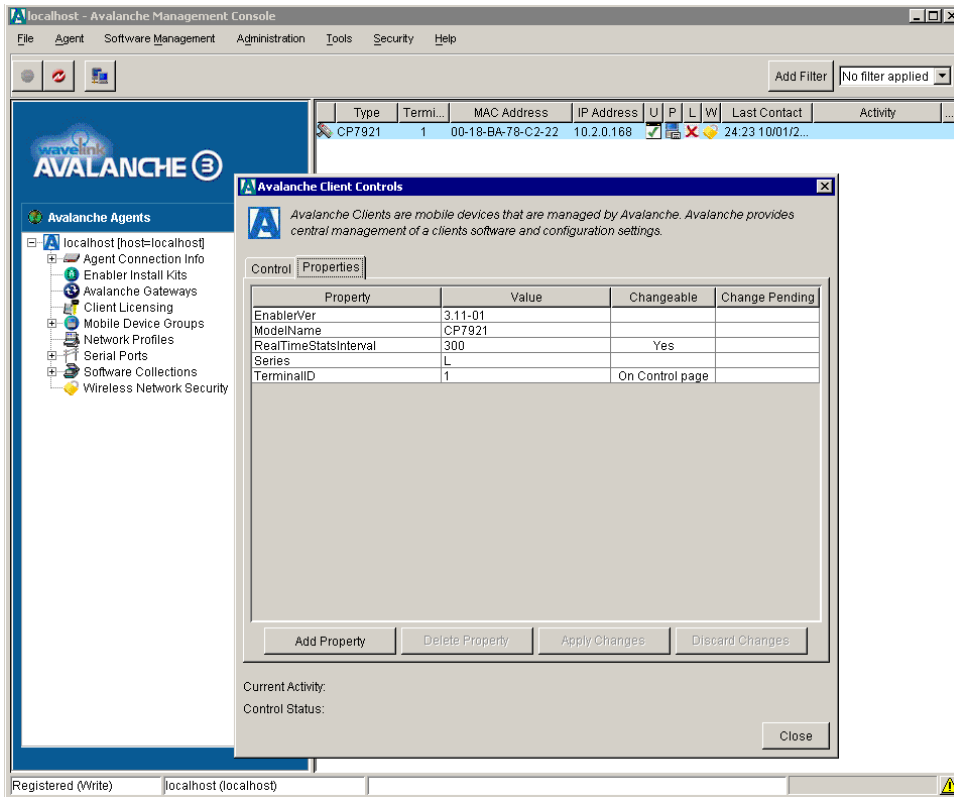 localhost - Avalanche Management Console
File Agent Software Management Administration Tools Security Help
Add Filter No filter applied
Type Termi... MAC Address IP Address U P L W Last Contact Activity ...
CP7921 1 00-18-BA-78-C2-22 10.2.0.168 24:23 10/01/2...
wavelink
AVALANCHE 3
Avalanche Agents
localhost [host=localhost]
Agent Connection Info
Enabler Install Kits
Avalanche Gateways
Client Licensing
Mobile Device Groups
Network Profiles
Serial Ports
Software Collections
Wireless Network Security
Avalanche Client Controls
Avalanche Clients are mobile devices that are managed by Avalanche. Avalanche provides
central management of a clients software and configuration settings.
Control Properties
Property Value Changeable Change Pending
EnablerVer 3.11-01
ModelName CP7921
RealTimeStatsInterval 300 Yes
Series L
TerminalID 1 On Control page
Add Property Delete Property Apply Changes Discard Changes
Current Activity:
Control Status:
Close
Registered (Write) localhost (localhost)